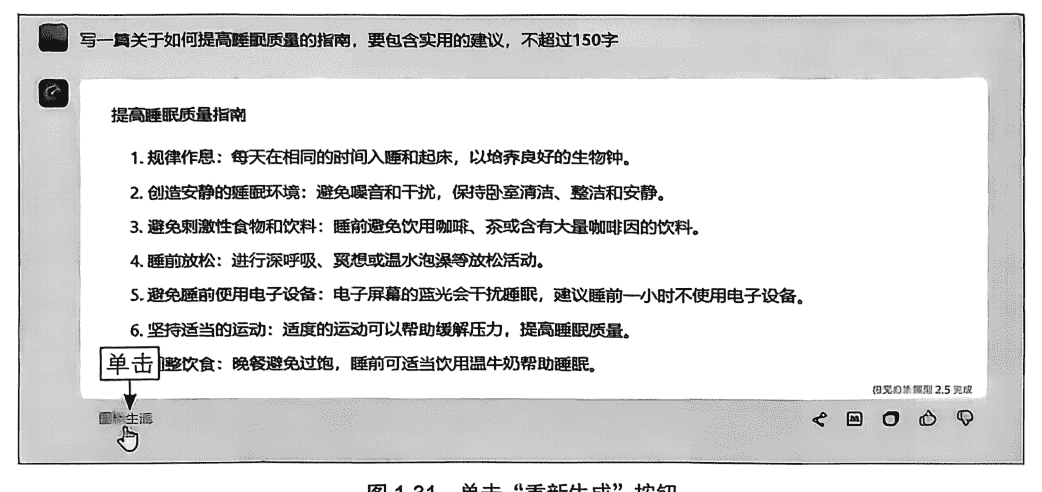 写一篇关于如何提高睡眠质量的指南，要包含实用的建议，不超过150字
提高睡眠质量指南
1. 规律作息：每天在相同的时间入睡和起床，以培养良好的生物钟。
2. 创造安静的睡眠环境：避免噪音和干扰，保持卧室清洁、整洁和安静。
3. 避免刺激性食物和饮料：睡前避免饮用咖啡、茶或含有大量咖啡因的饮料。
4. 睡前放松：进行深呼吸、冥想或温水泡澡等放松活动。
5. 避免睡前使用电子设备：电子屏幕的蓝光会干扰睡眠，建议睡前一小时不使用电子设备。
6. 坚持适当的运动：适度的运动可以帮助缓解压力，提高睡眠质量。
单击 整饮食：晚餐避免过饱，睡前可适当饮用温牛奶帮助睡眠。
2.5 完成
图 1-31 单击“重新生成”按钮